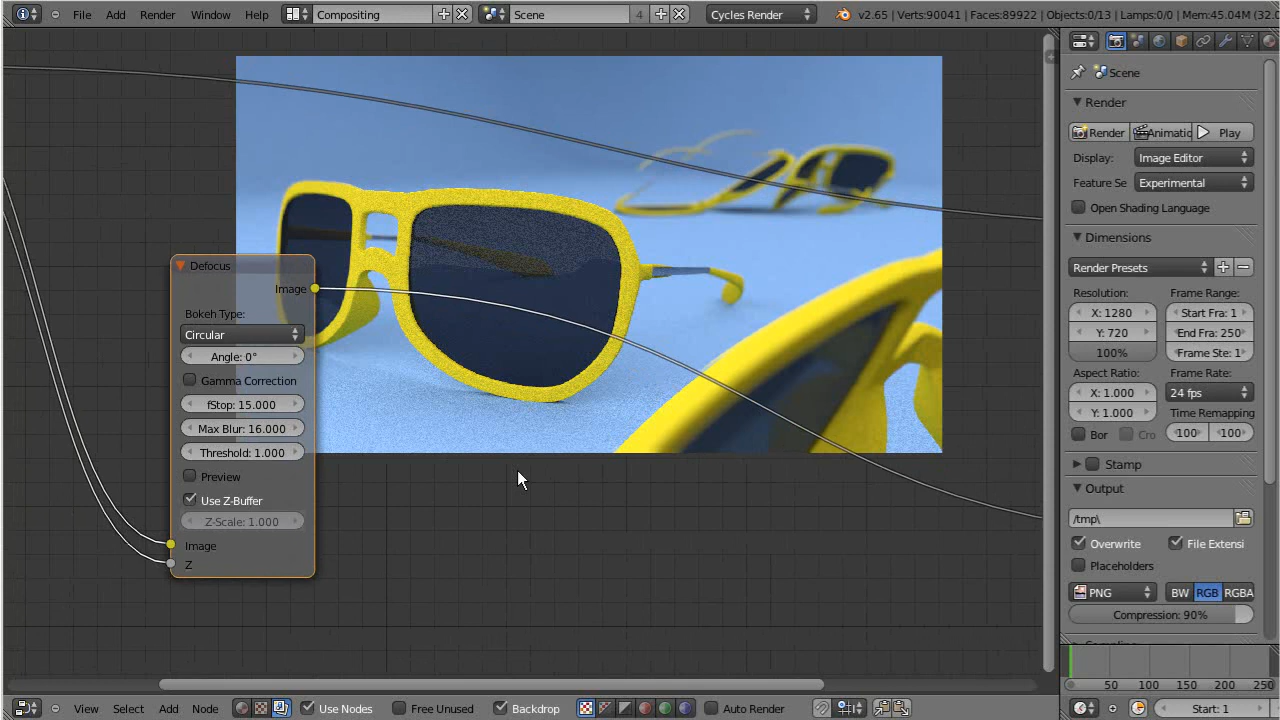 File Add Render Window Help Compositing Scene 4 Cycles Render v2.65 | Verts:90041 | Faces:89922 | Objects:0/13 | Lamps:0/0 | Mem:45.04M (32.
Scene
Render
Render Animatic Play
Display: Image Editor
Feature Se Experimental
Open Shading Language
Dimensions
Render Presets
Resolution: Frame Range:
X: 1280 Start Fra: 1
Y: 720 End Fra: 250
100% Frame Ste: 1
Aspect Ratio: Frame Rate:
X: 1.000 24 fps
Y: 1.000 Time Remapping
Bor Cro 100 100
Stamp
Output
/tmp\
Overwrite File Extensi
Placeholders
PNG BW RGB RGBA
Compression: 90%
Defocus
Image
Bokeh Type:
Circular
Angle: 0°
Gamma Correction
fStop: 15.000
Max Blur: 16.000
Threshold: 1.000
Preview
Use Z-Buffer
Z-Scale: 1.000
Image
Z
50 100 150 200 250
View Select Add Node Use Nodes Free Unused Backdrop Auto Render Start: 1